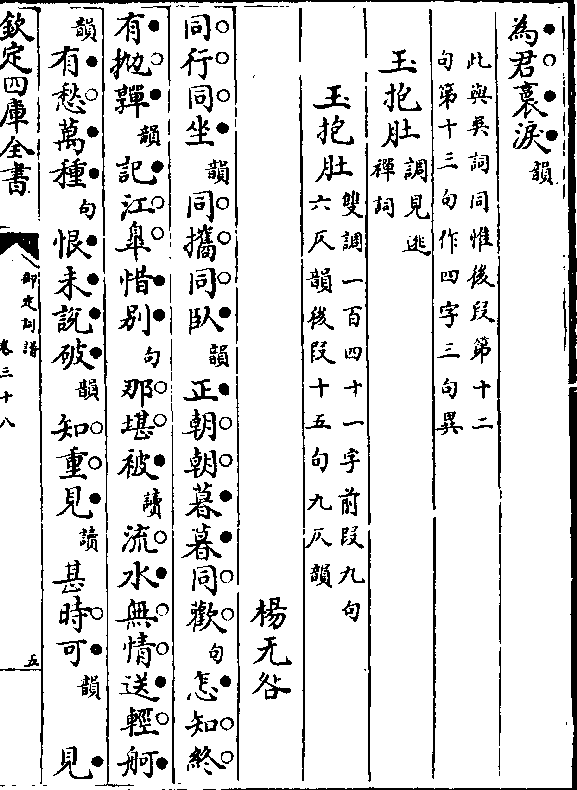 為君裛淚韻
此與吳詞同惟後段第十二
句第十三句作四字三句異
玉抱肚調見逃
禪詞
玉抱肚雙調一百四十一字前段九句
六仄韻後段十五句九仄韻
楊无咎
同行同坐韻同攜同臥韻正朝朝暮暮同歡句怎知終
有拋嚲韻記江臯惜别句那堪被讀流水無情送輕舸
韻有愁萬種句恨未說破韻知重見讀甚時可韻見
欽定四庫全書
御定詞譜
卷三十八
五